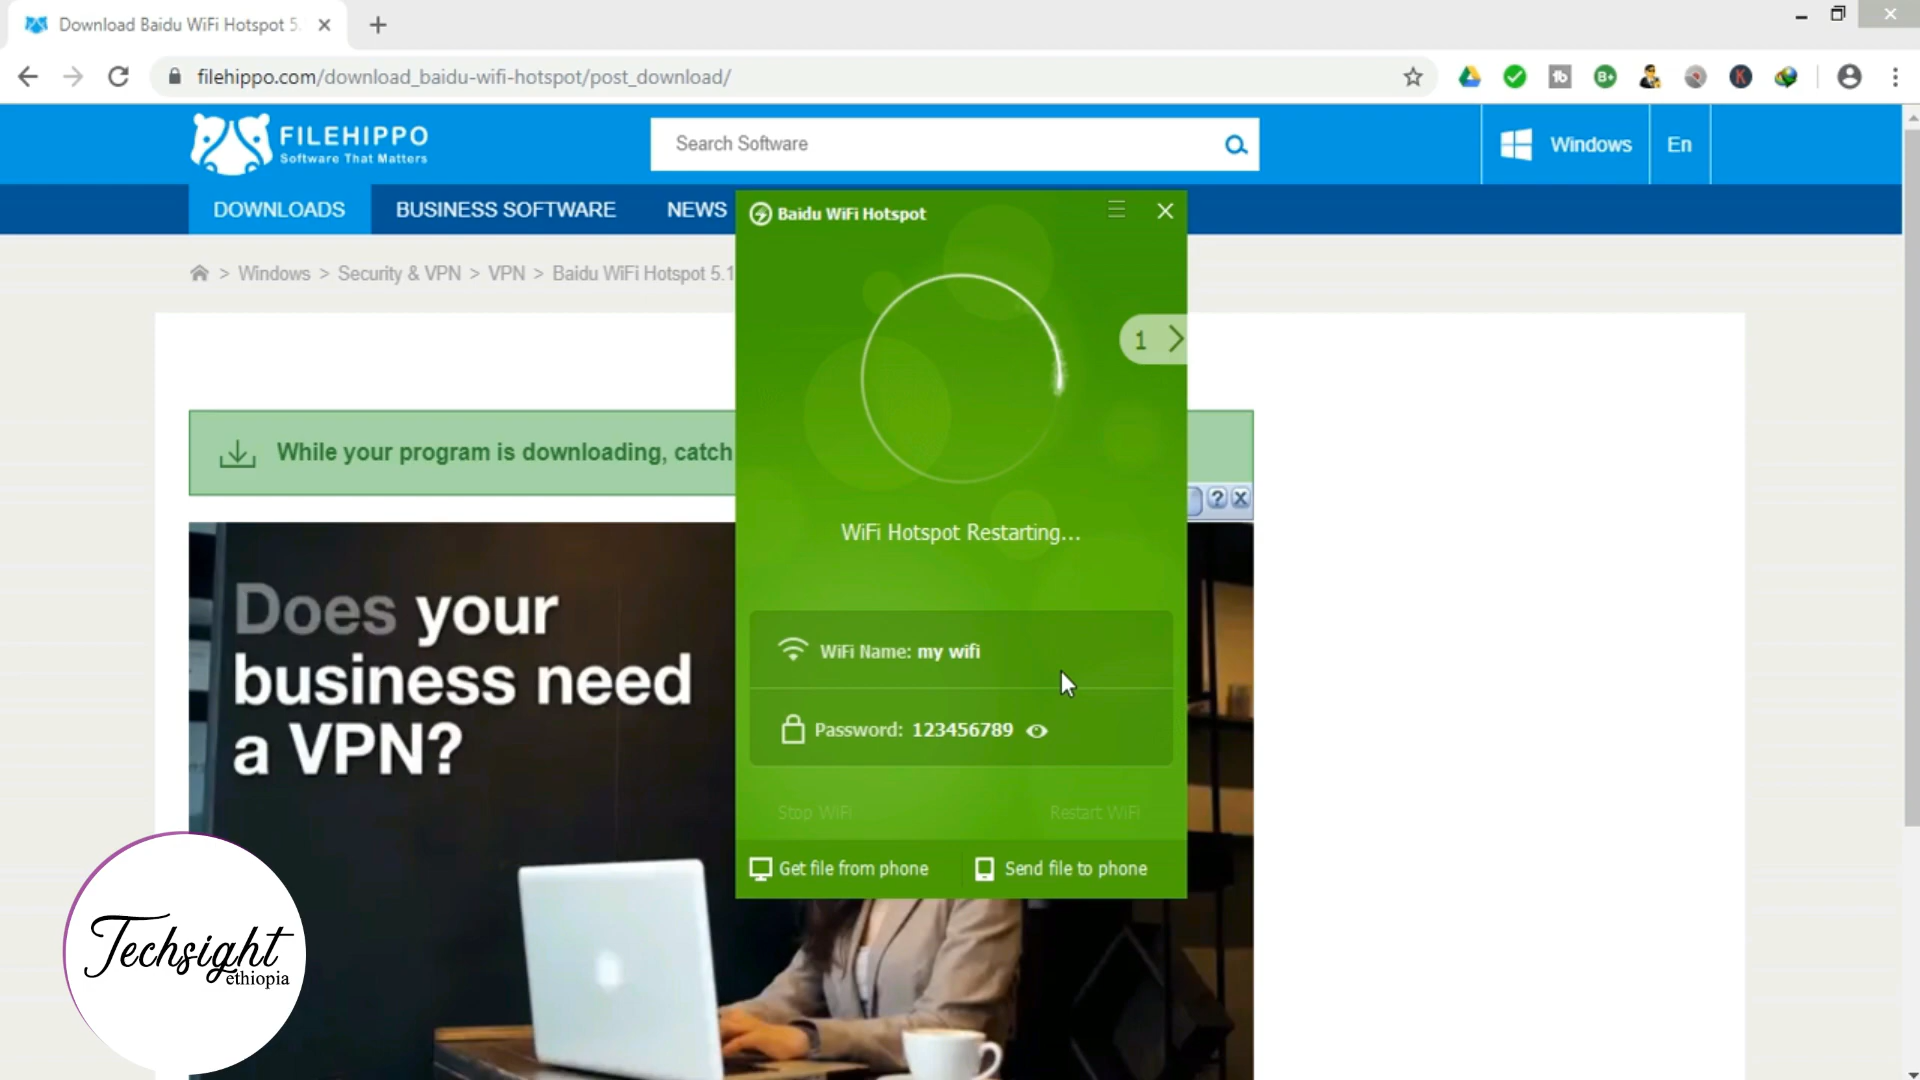 Download Baidu WiFi Hotspot 5.
filehippo.com/download_baidu-wifi-hotspot/post_download/
FILEHIPPO
Software That Matters
Search Software
Windows
En
DOWNLOADS
BUSINESS SOFTWARE
NEWS
> Windows > Security & VPN > VPN > Baidu WiFi Hotspot 5.1
While your program is downloading, catch
Does your
business need
a VPN?
Baidu WiFi Hotspot
1
WiFi Hotspot Restarting...
WiFi Name: my wifi
Password: 123456789
Stop WiFi
Restart WiFi
Get file from phone
Send file to phone
Techsight
ethiopia